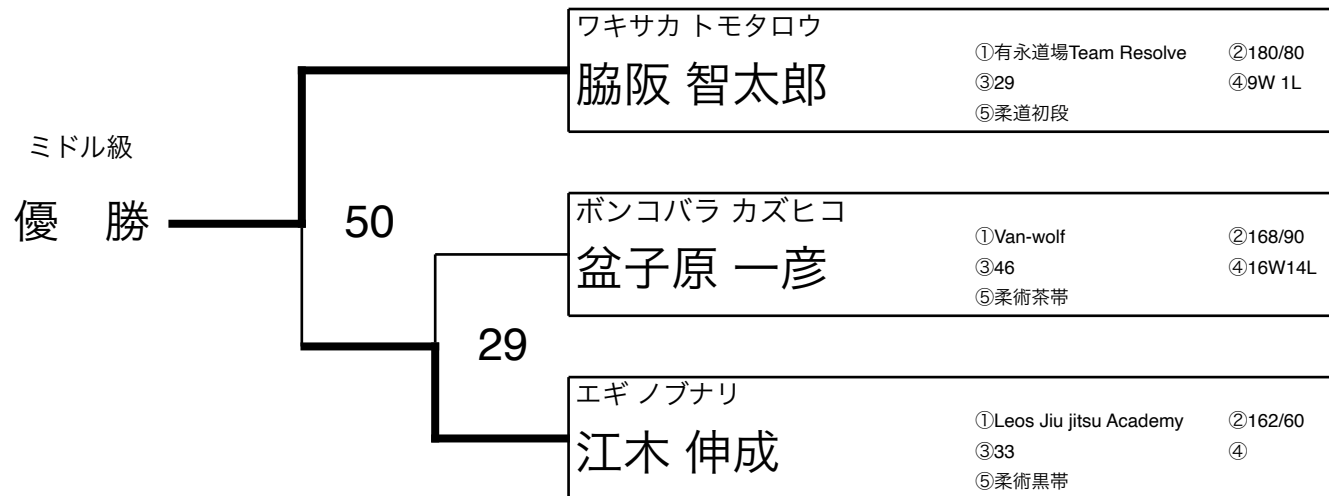 ミドル級
優 勝
50
29
ワキサカ トモタロウ
脇阪 智太郎
①有永道場Team Resolve ②180/80
③29 ④9W 1L
⑤柔道初段
ボンコバラ カズヒコ
盆子原 一彦
①Van-wolf ②168/90
③46 ④16W14L
⑤柔術茶帯
エギ ノブナリ
江木 伸成
①Leos Jiu jitsu Academy ②162/60
③33 ④
⑤柔術黒帯